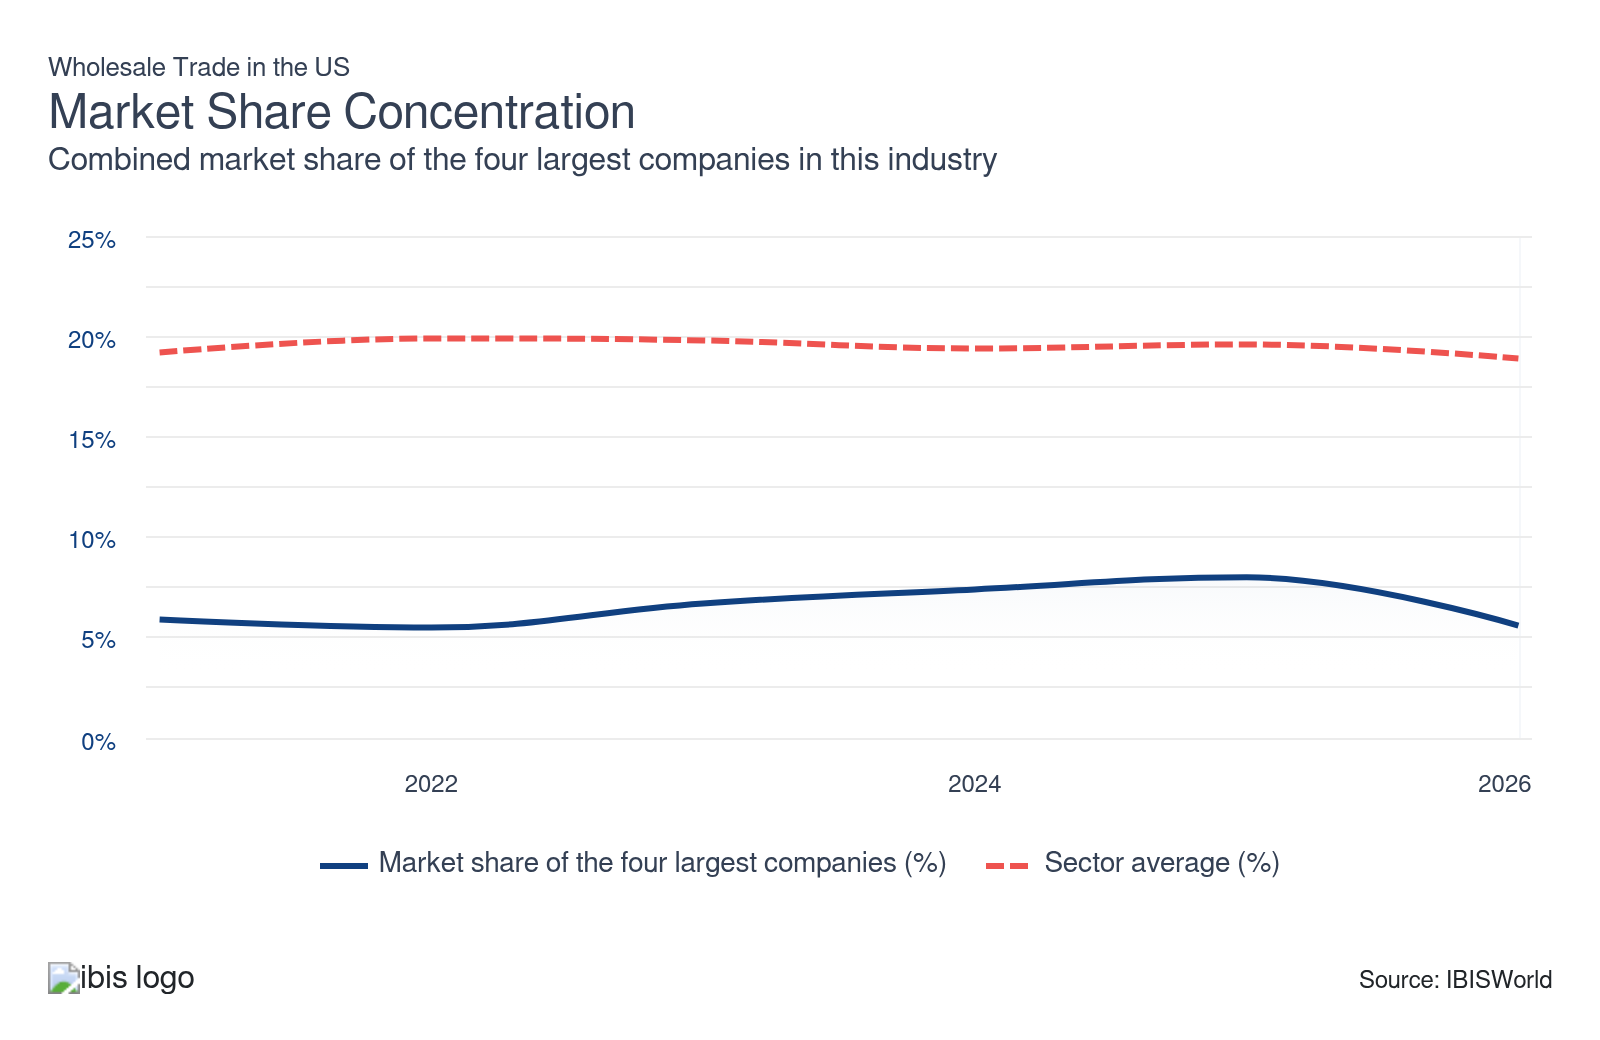 Wholesale Trade in the US
Market Share Concentration
Combined market share of the four largest companies in this industry
25%
20%
15%
10%
5%
0%
2022 2024 2026
Market share of the four largest companies (%) Sector average (%)
ibis logo
Source: IBISWorld